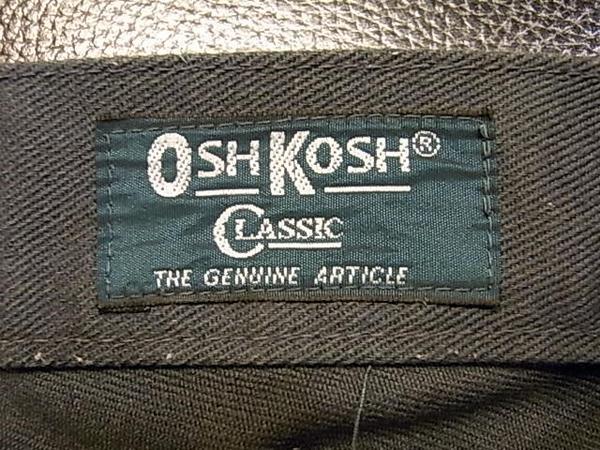 OSHKOSH®
CLASSIC
THE GENUINE ARTICLE